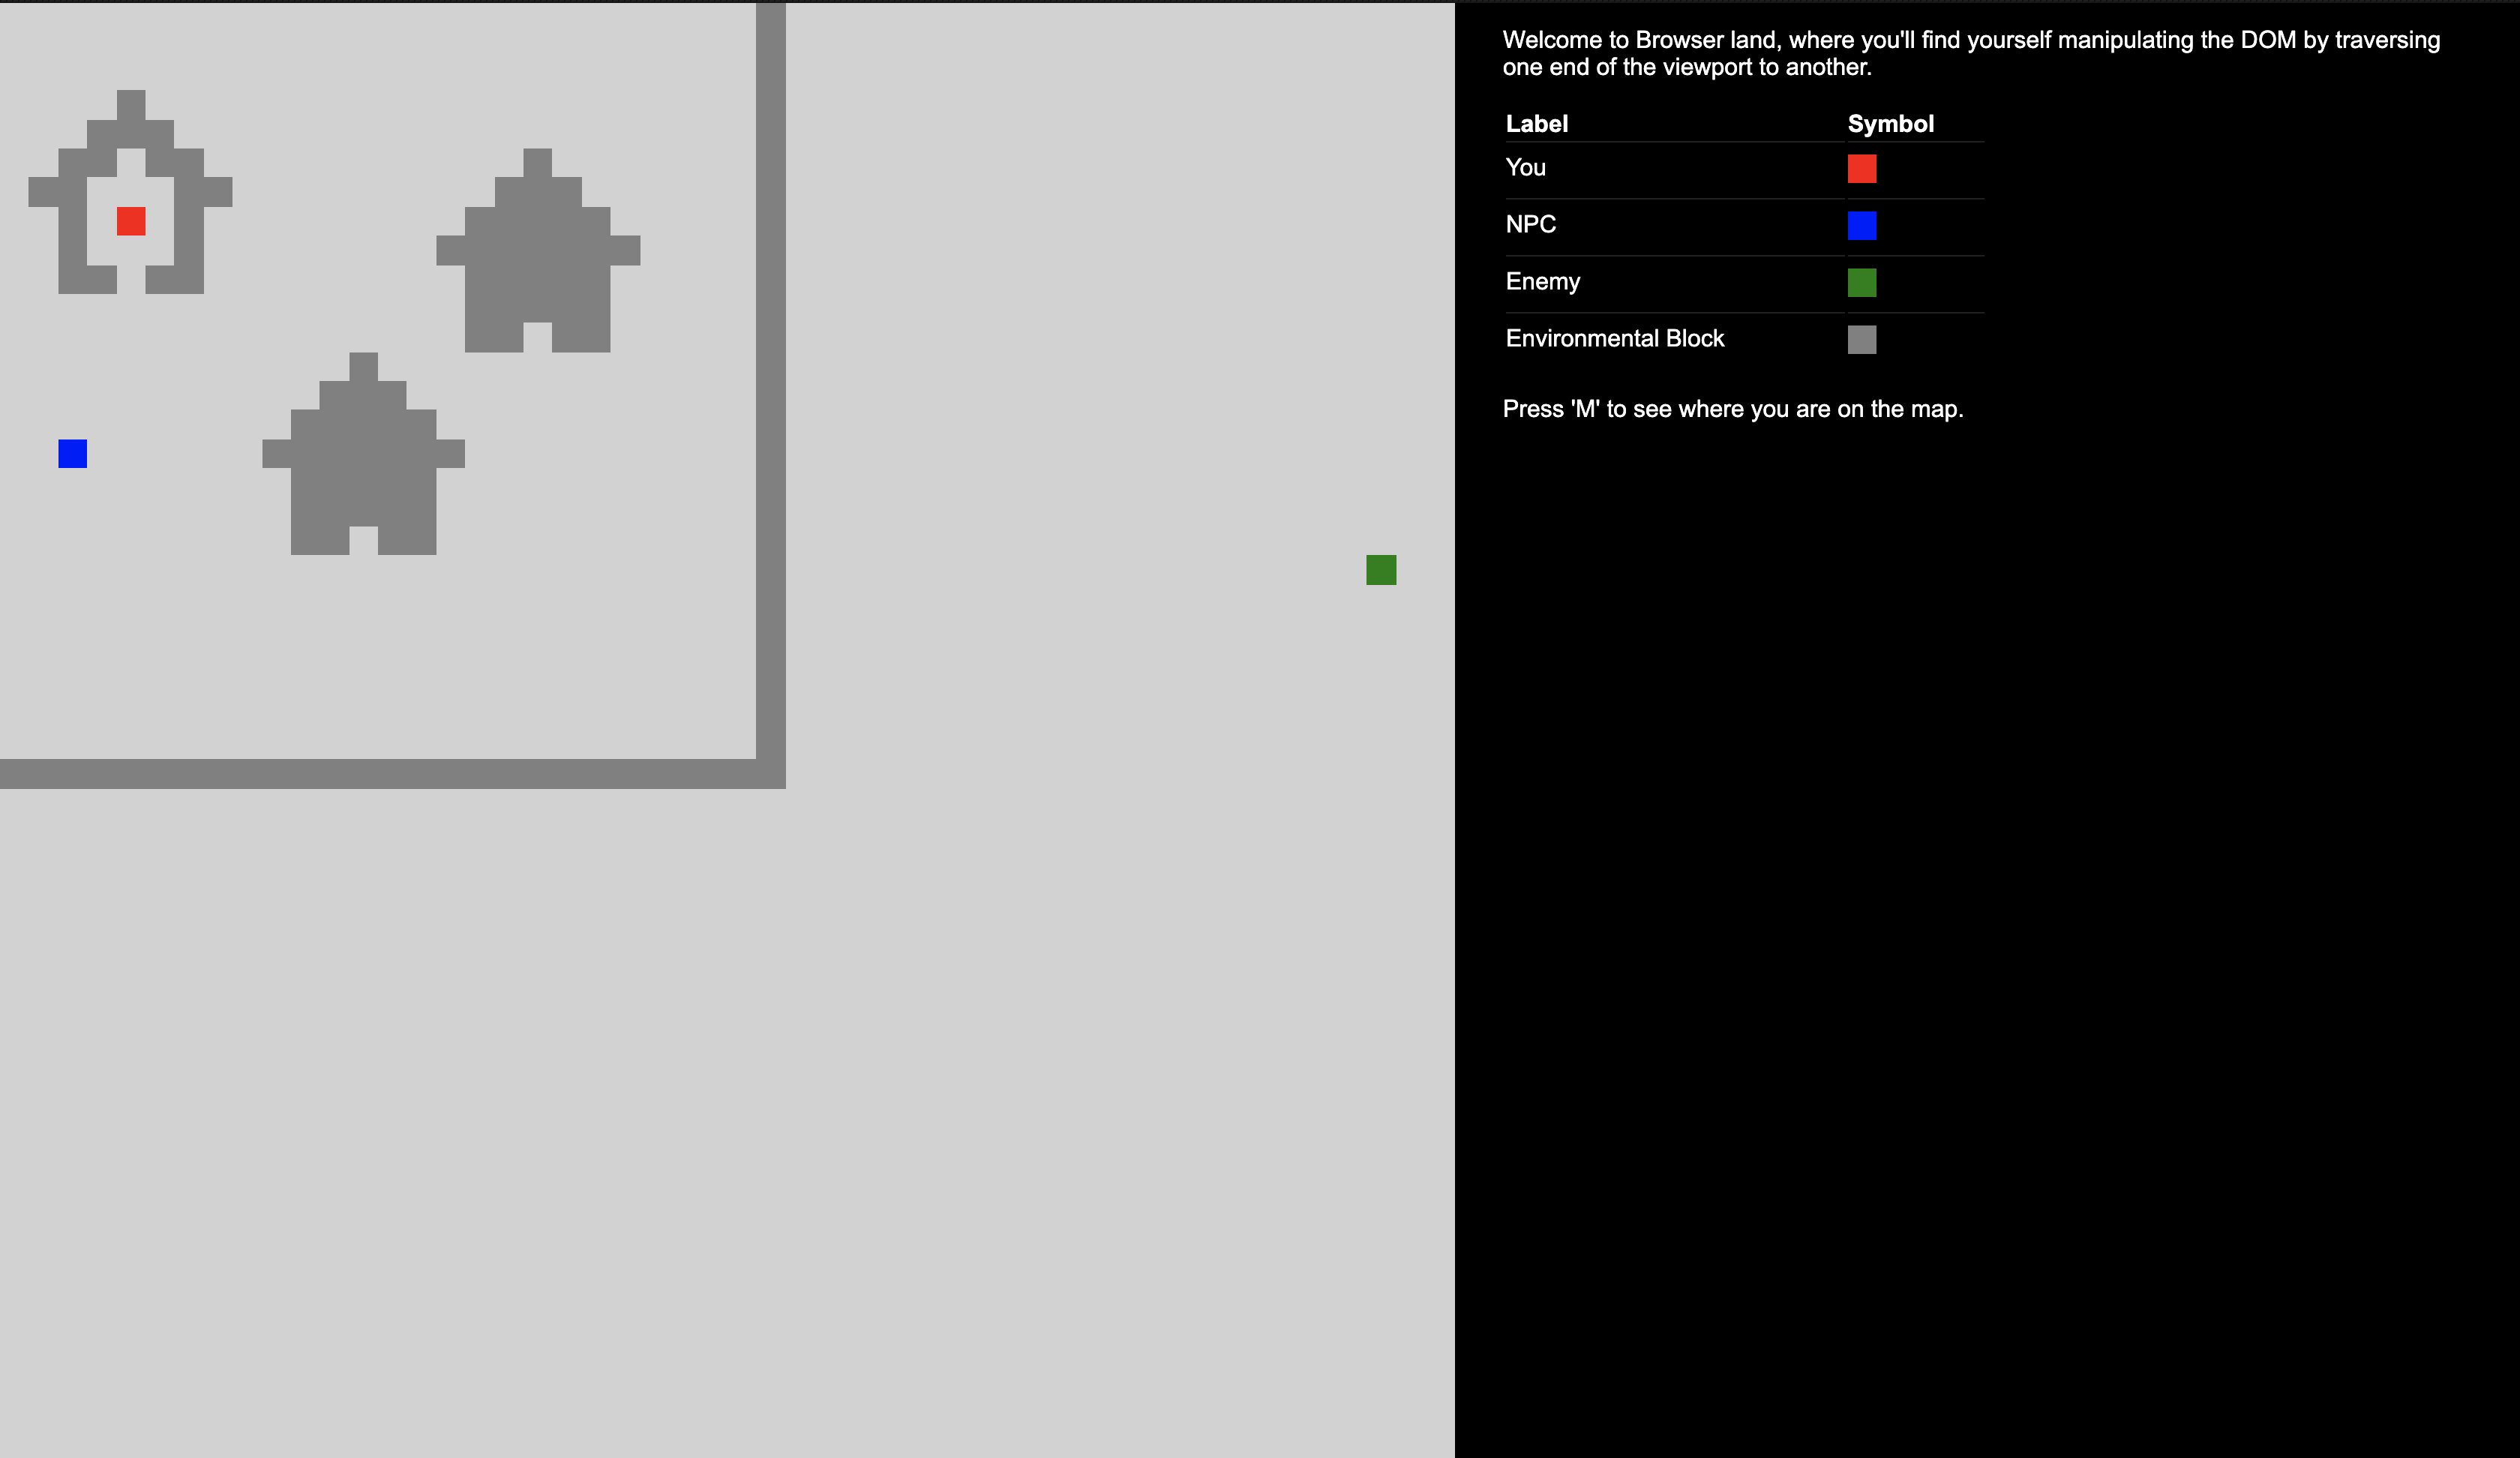 Welcome to Browser land, where you'll find yourself manipulating the DOM by traversing
one end of the viewport to another.
Label Symbol
You
NPC
Enemy
Environmental Block
Press 'M' to see where you are on the map.